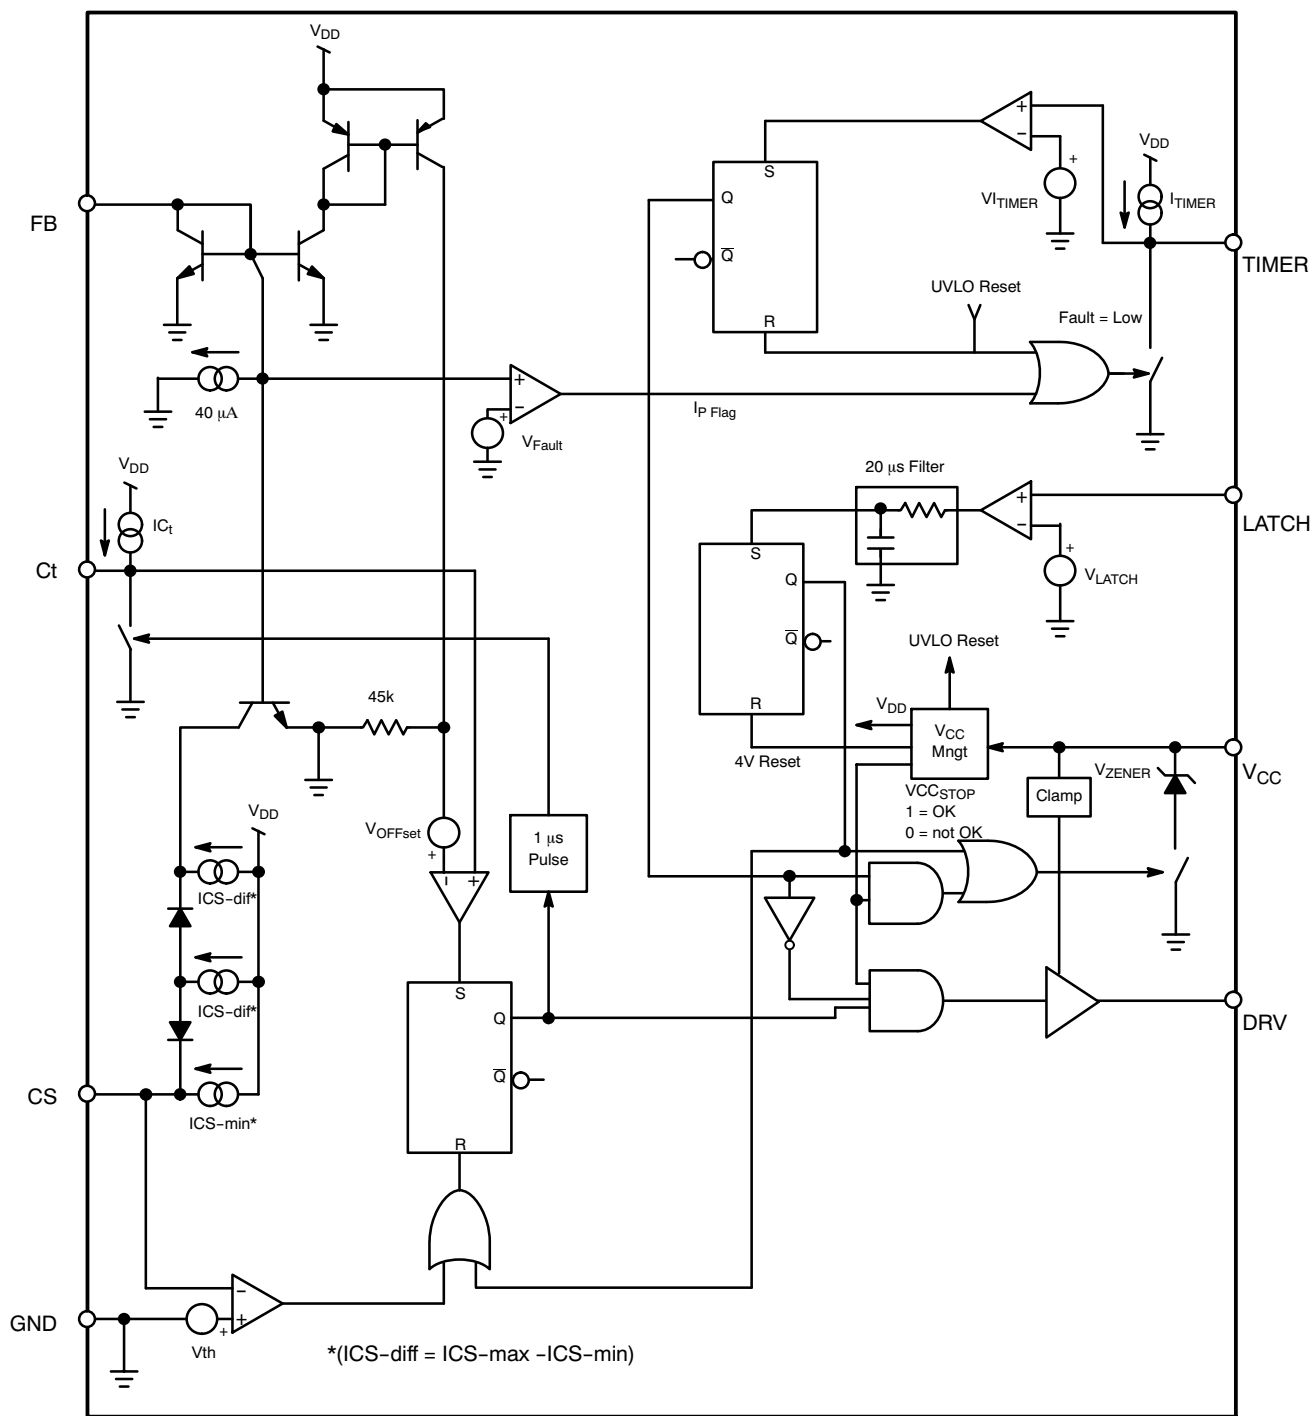 VDD
FB
40 μA
+
−
+
VFault
IP Flag
S
Q
Q
R
+
−
+
VITIMER
VDD
ITIMER
TIMER
UVLO Reset
Fault = Low
VDD
ICt
Ct
20 μs Filter
+
−
+
VLATCH
LATCH
S
Q
Q
R
4V Reset
UVLO Reset
VDD
VCC
Mngt
VCCSTOP
1 = OK
0 = not OK
VZENER
Clamp
VCC
45k
VDD
VOFFset
+
−
+
1 μs
Pulse
ICS−dif*
ICS−dif*
ICS−min*
CS
S
Q
Q
R
DRV
GND
Vth
+
−
+
*(ICS−diff = ICS−max −ICS−min)